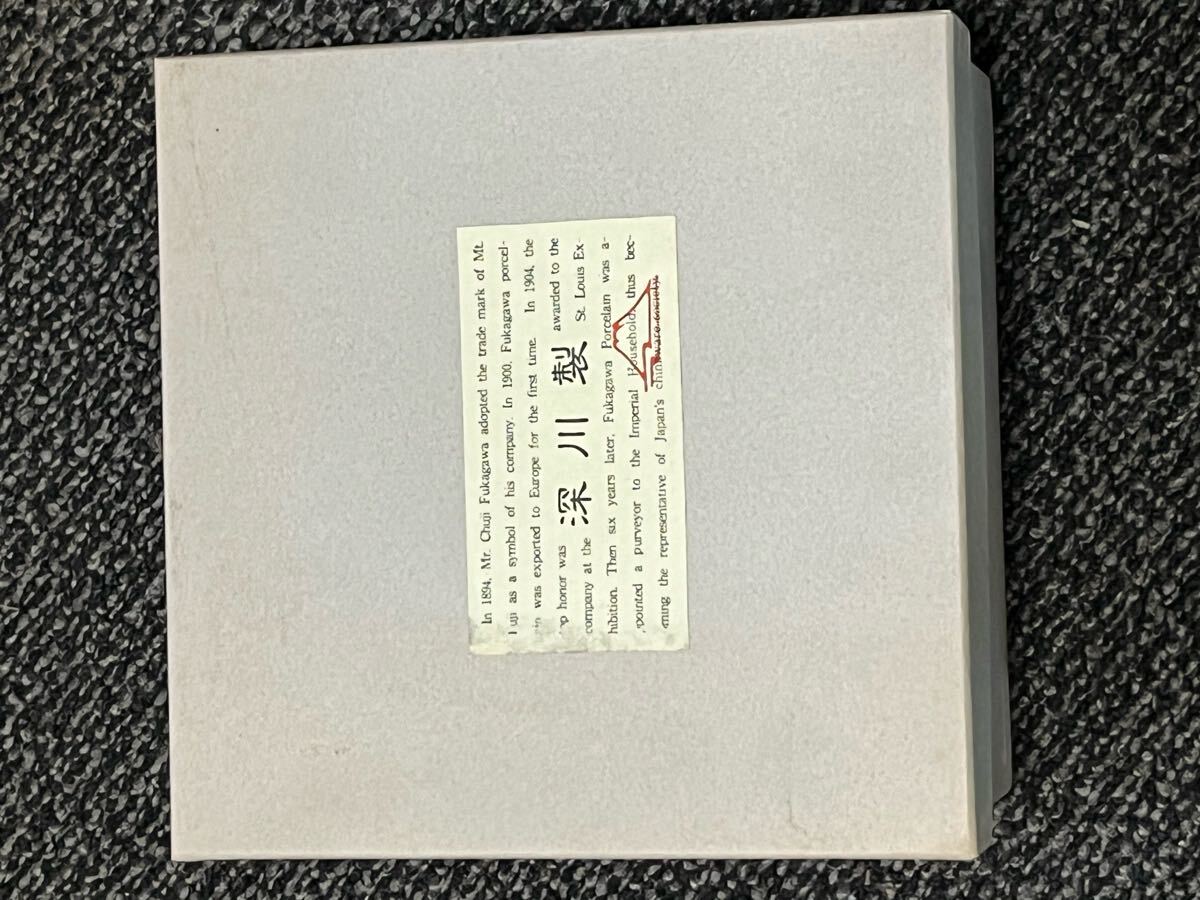 In 1894, Mr. Chuji Fukagawa adopted the trade mark of Mt.
as a symbol of his company. In 1900, Fukagawa porcel-
was exported to Europe for the first time. In 1904, the
honor was 深川製 awarded to the
company at the St. Louis Ex-
hibition. Then six years later, Fukagawa Porcelain was a-
pointed a purveyor to the Imperial Household, thus bec-
ming the representative of Japan's chinaware society.